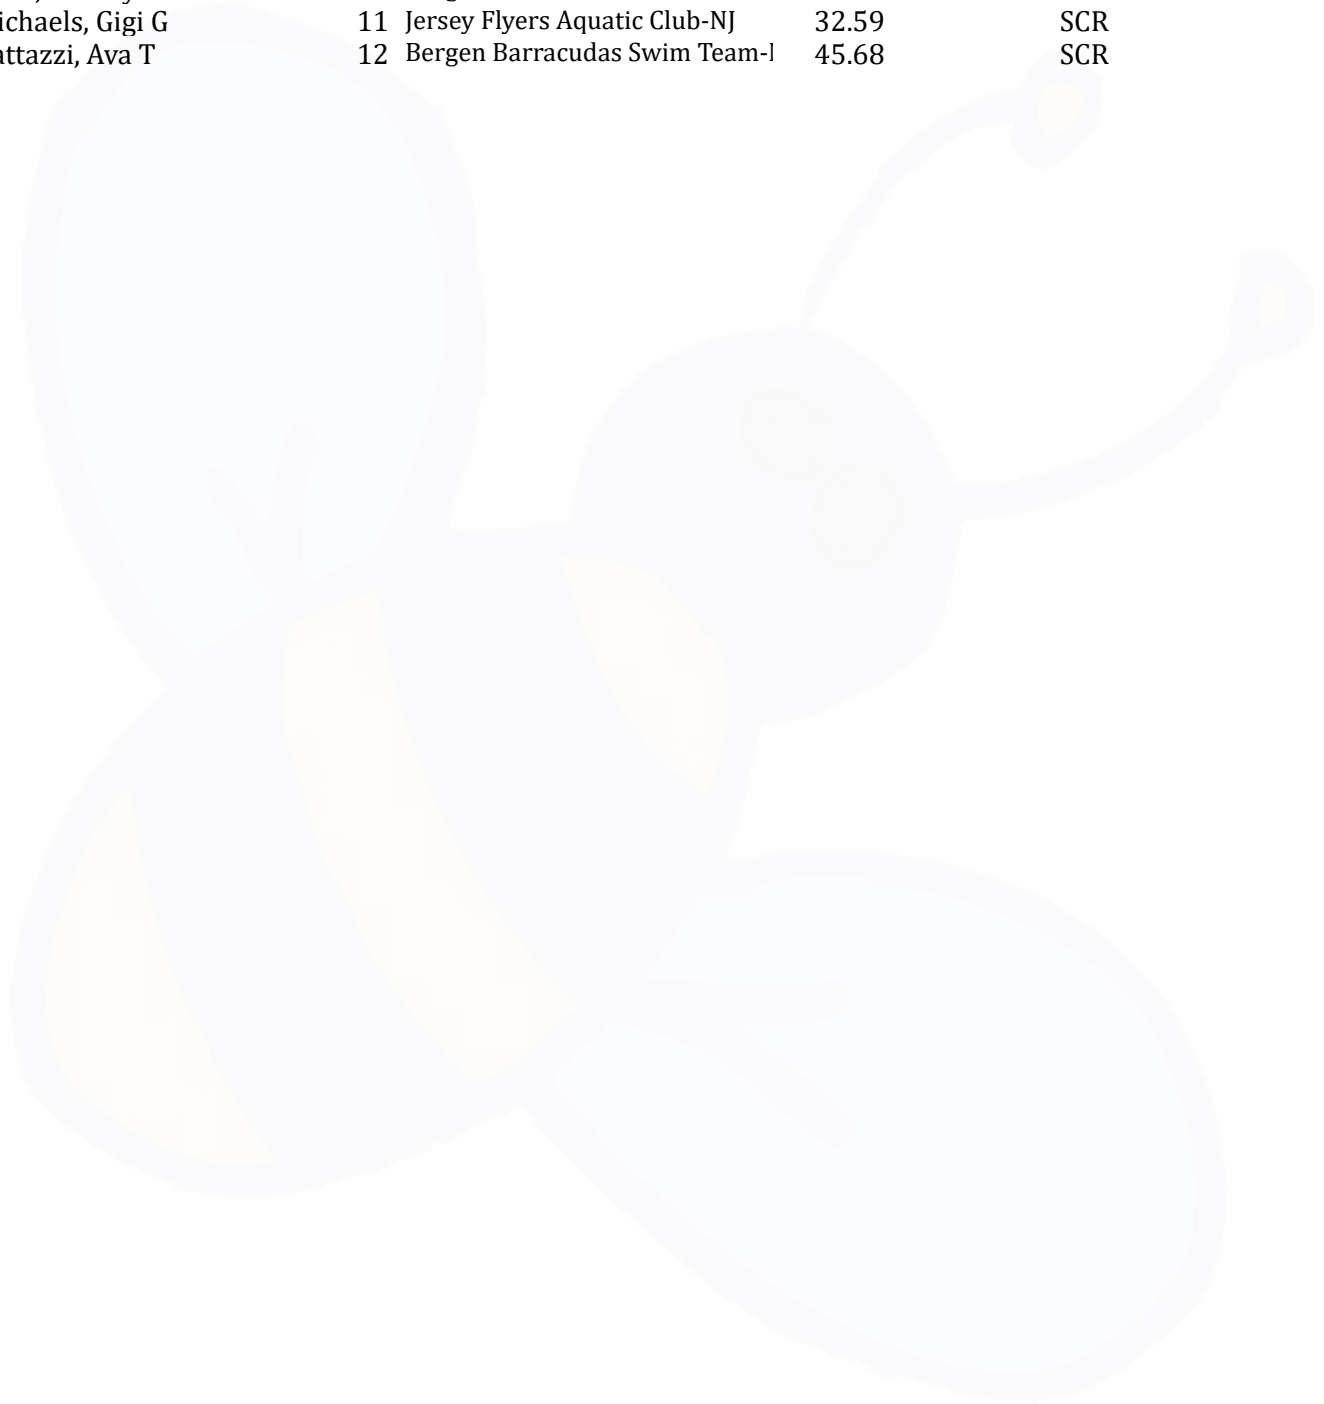 ichaels, Gigi G 11 Jersey Flyers Aquatic Club-NJ 32.59 SCR
attazzi, Ava T 12 Bergen Barracudas Swim Team- 45.68 SCR